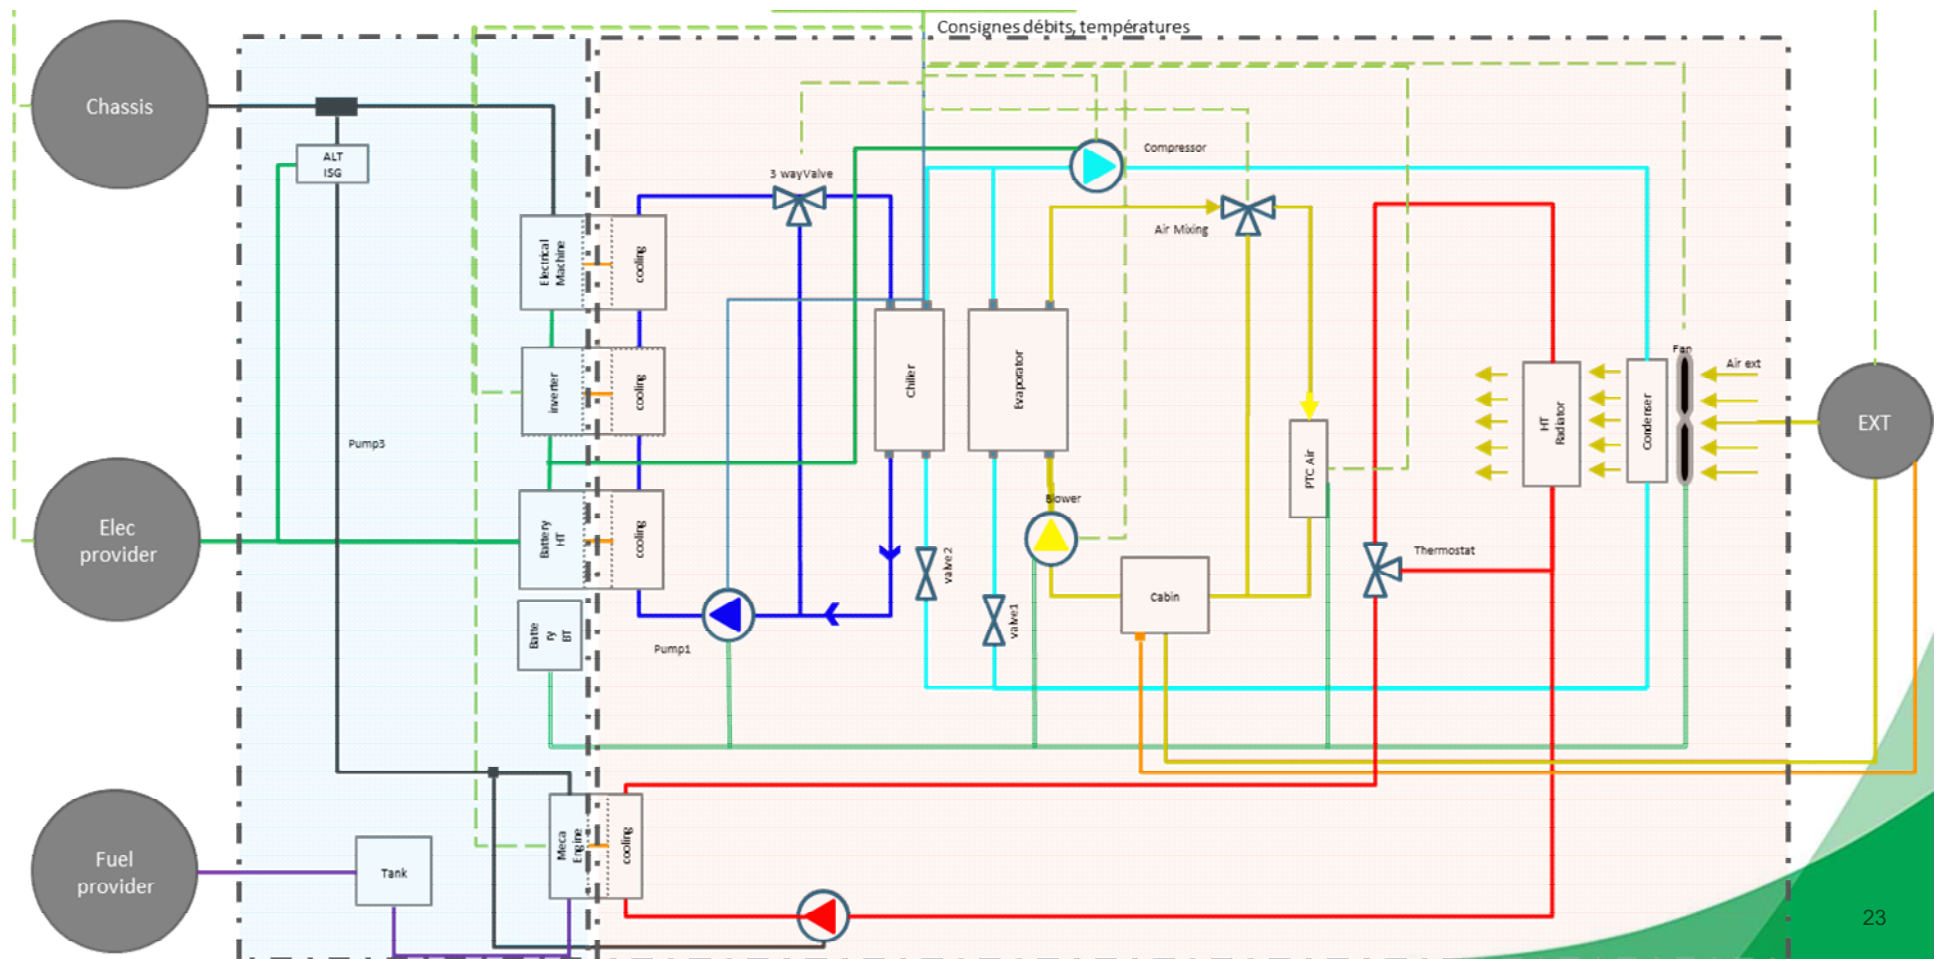 Consignes débits, températures
Chassis
ALT
ISG
Compressor
3 wayValve
Air Mixing
Electrical
Machine
cooling
inverter
cooling
Chiller
Evaporator
Fan
Air ext
HT
Radiator
Condenser
EXT
Pump3
PTC Air
Blower
Elec
provider
Battery
HT
cooling
valve 2
Thermostat
Cabin
valve1
Batte
ry
BT
Pump1
Meca
Engine
cooling
Fuel
provider
Tank
23